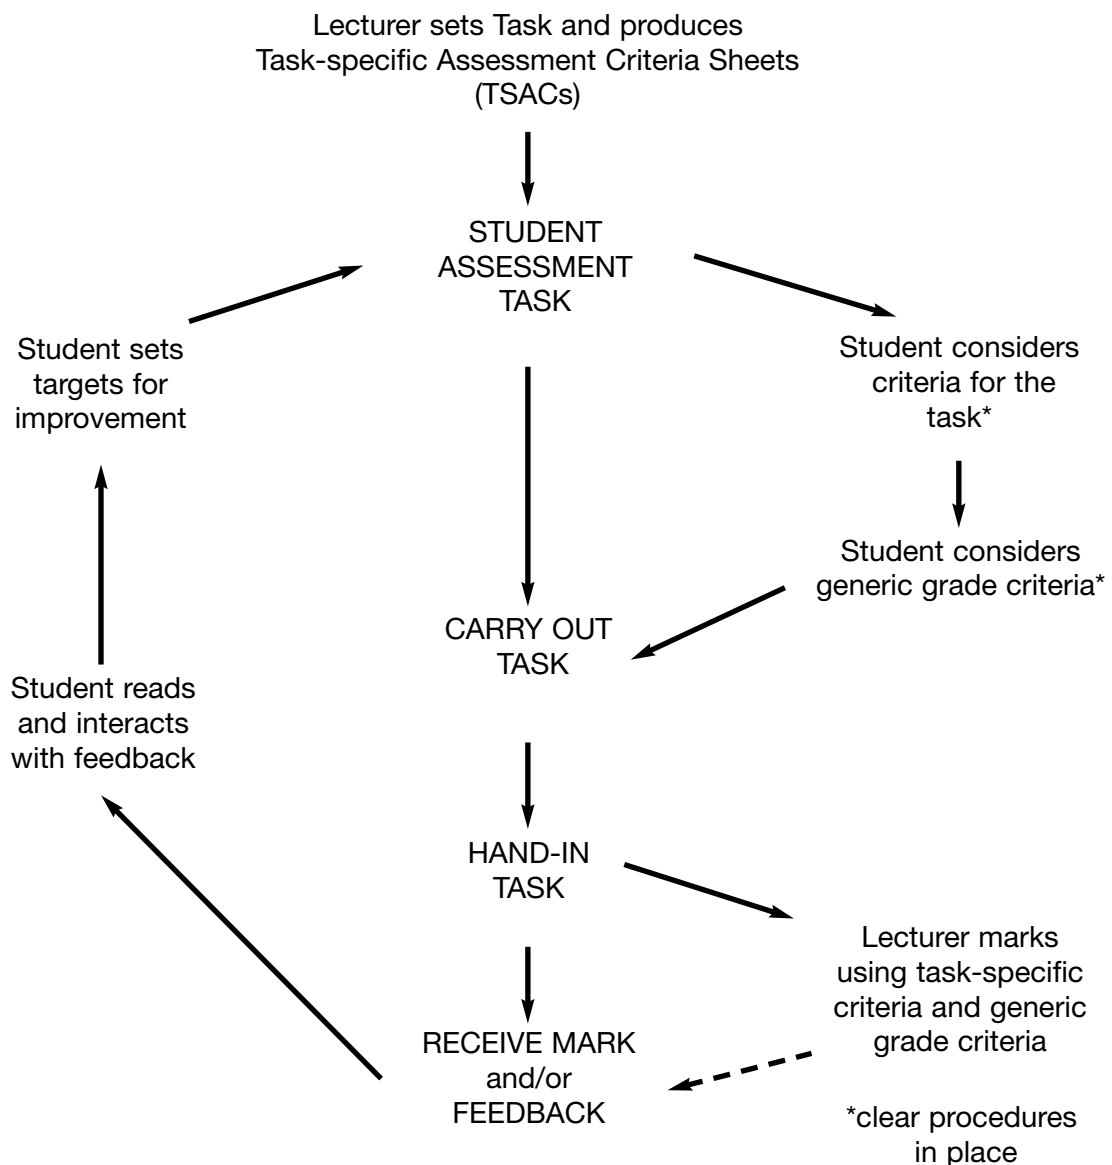 Lecturer sets Task and produces
Task-specific Assessment Criteria Sheets
(TSACs)
STUDENT
ASSESSMENT
TASK
Student sets
targets for
improvement
Student considers
criteria for the
task*
Student considers
generic grade criteria*
CARRY OUT
TASK
Student reads
and interacts
with feedback
HAND-IN
TASK
Lecturer marks
using task-specific
criteria and generic
grade criteria
RECEIVE MARK
and/or
FEEDBACK
*clear procedures
in place